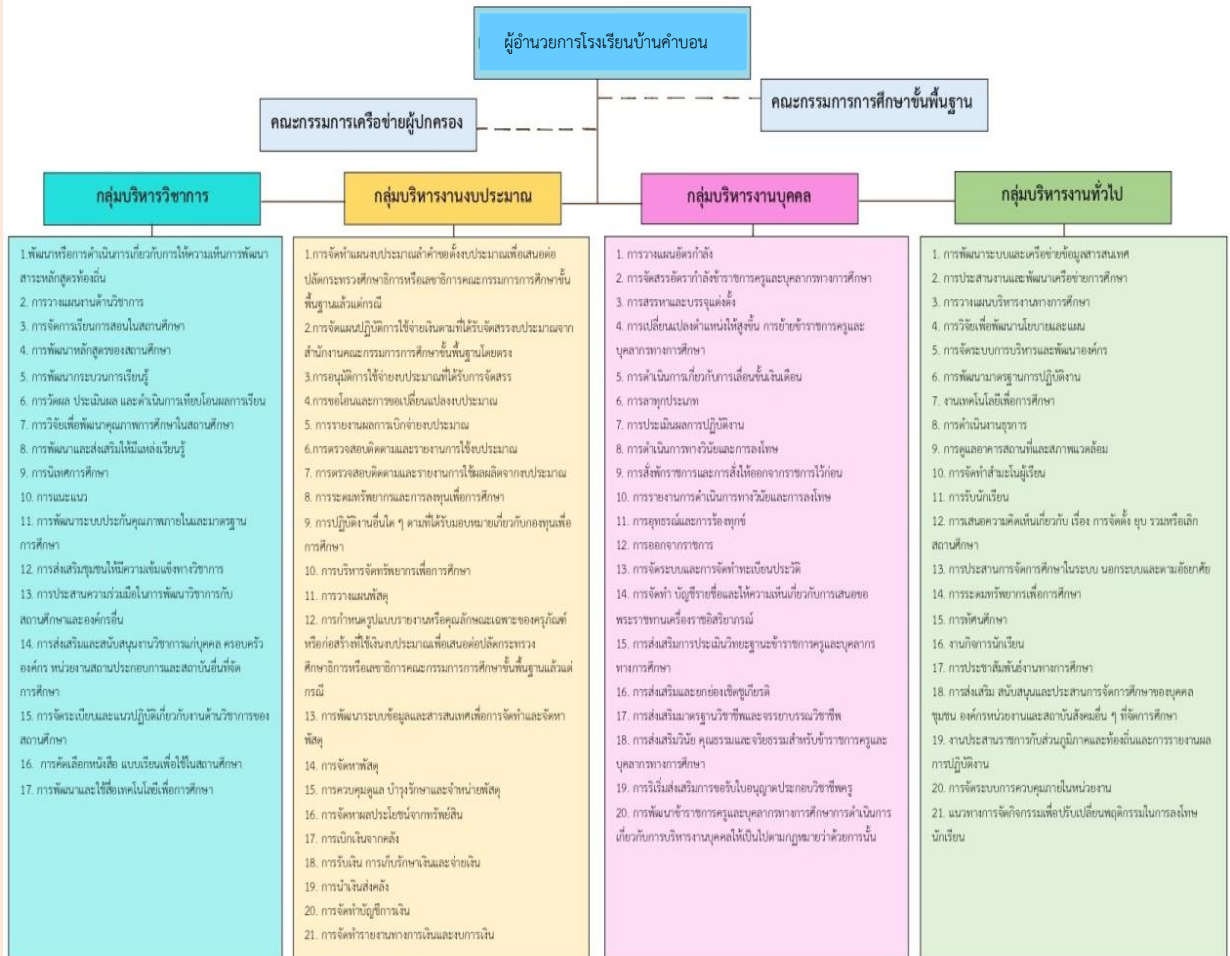 ผู้อำนวยการโรงเรียนบ้านคำบอน
คณะกรรมการการศึกษาขั้นพื้นฐาน
คณะกรรมการเครือข่ายผู้ปกครอง
กลุ่มบริหารวิชาการ
1.พัฒนาหรือการดำเนินการเกี่ยวกับการให้ความเห็นการพัฒนา
สาระหลักสูตรท้องถิ่น
2. การวางแผนงานด้านวิชาการ
3. การจัดการเรียนการสอนในสถานศึกษา
4. การพัฒนาหลักสูตรของสถานศึกษา
5. การพัฒนากระบวนการเรียนรู้
6. การวัดผล ประเมินผล และดำเนินการเทียบโอนผลการเรียน
7. การวิจัยเพื่อพัฒนาคุณภาพการศึกษาในสถานศึกษา
8. การพัฒนาและส่งเสริมให้มีแหล่งเรียนรู้
9. การนิเทศการศึกษา
10. การแนะแนว
11. การพัฒนาระบบประกันคุณภาพภายในและมาตรฐาน
การศึกษา
12. การส่งเสริมชุมชนให้มีความเข้มแข็งทางวิชาการ
13. การประสานความร่วมมือในการพัฒนาวิชาการกับ
สถานศึกษาและองค์กรอื่น
14. การส่งเสริมและสนับสนุนงานวิชาการแก่บุคคล ครอบครัว
องค์กร หน่วยงานสถานประกอบการและสถาบันอื่นที่จัด
การศึกษา
15. การจัดระเบียบและแนวปฏิบัติเกี่ยวกับงานด้านวิชาการของ
สถานศึกษา
16. การคัดเลือกหนังสือ แบบเรียนเพื่อใช้ในสถานศึกษา
17. การพัฒนาและใช้สื่อเทคโนโลยีเพื่อการศึกษา
กลุ่มบริหารงานงบประมาณ
1.การจัดทำแผนงบประมาณลำคำขอตั้งงบประมาณเพื่อเสนอต่อ
ปลัดกระทรวงศึกษาธิการหรือเลขาธิการคณะกรรมการการศึกษาขั้น
พื้นฐานแล้วแต่กรณี
2.การจัดแผนปฏิบัติการใช้จ่ายเงินตามที่ได้รับจัดสรรงบประมาณจาก
สำนักงานคณะกรรมการการศึกษาขั้นพื้นฐานโดยตรง
3.การอนุมัติการใช้จ่ายงบประมาณที่ได้รับการจัดสรร
4.การขอโอนและการขอเปลี่ยนแปลงงบประมาณ
5. การรายงานผลการเบิกจ่ายงบประมาณ
6.การตรวจสอบติดตามและรายงานการใช้งบประมาณ
7. การตรวจสอบติดตามและรายงานการใช้ผลผลิตจากงบประมาณ
8. การระดมทรัพยากรและการลงทุนเพื่อการศึกษา
9. การปฏิบัติงานอื่นใด ๆ ตามที่ได้รับมอบหมายเกี่ยวกับกองทุนเพื่อ
การศึกษา
10. การบริหารจัดทรัพยากรเพื่อการศึกษา
11. การวางแผนพัสดุ
12. การกำหนดรูปแบบรายงานหรือคุณลักษณะเฉพาะของครุภัณฑ์
หรือก่อสร้างที่ใช้เงินงบประมาณเพื่อเสนอต่อปลัดกระทรวง
ศึกษาธิการหรือเลขาธิการคณะกรรมการการศึกษาขั้นพื้นฐานแล้วแต่
กรณี
13. การพัฒนาระบบข้อมูลและสารสนเทศเพื่อการจัดทำและจัดหา
พัสดุ
14. การจัดหาพัสดุ
15. การควบคุมดูแล บำรุงรักษาและจำหน่ายพัสดุ
16. การจัดหาผลประโยชน์จากทรัพย์สิน
17. การเบิกเงินจากคลัง
18. การรับเงิน การเก็บรักษาเงินและจ่ายเงิน
19. การนำเงินส่งคลัง
20. การจัดทำบัญชีการเงิน
21. การจัดทำรายงานทางการเงินและงบการเงิน
กลุ่มบริหารงานบุคคล
1. การวางแผนอัตรกำลัง
2. การจัดสรรอัตรากำลังข้าราชการครูและบุคลากรทางการศึกษา
3. การสรรหาและบรรจุแต่งตั้ง
4. การเปลี่ยนแปลงตำแหน่งให้สูงขึ้น การย้ายข้าราชการครูและ
บุคลากรทางการศึกษา
5. การดำเนินการเกี่ยวกับการเลื่อนขั้นเงินเดือน
6. การลาทุกประเภท
7. การประเมินผลการปฏิบัติงาน
8. การดำเนินการทางวินัยและการลงโทษ
9. การสั่งพักราชการและการสั่งให้ออกจากราชการไว้ก่อน
10. การรายงานการดำเนินการทางวินัยและการลงโทษ
11. การอุทธรณ์และการร้องทุกข์
12. การออกจากราชการ
13. การจัดระบบและการจัดทำทะเบียนประวัติ
14. การจัดทำ บัญชีรายชื่อและให้ความเห็นเกี่ยวกับการเสนอขอ
พระราชทานเครื่องราชอิสริยาภรณ์
15. การส่งเสริมการประเมินวิทยะฐานะข้าราชการครูและบุคลากร
ทางการศึกษา
16. การส่งเสริมและยกย่องเชิดชูเกียรติ
17. การส่งเสริมมาตรฐานวิชาชีพและจรรยาบรรณวิชาชีพ
18. การส่งเสริมวินัย คุณธรรมและจริยธรรมสำหรับข้าราชการครูและ
บุคลากรทางการศึกษา
19. การริเริ่มส่งเสริมการขอรับใบอนุญาตประกอบวิชาชีพครู
20. การพัฒนาข้าราชการครูและบุคลากรทางการศึกษาการดำเนินการ
เกี่ยวกับการบริหารงานบุคคลให้เป็นไปตามกฎหมายว่าด้วยการนั้น
กลุ่มบริหารงานทั่วไป
1. การพัฒนาระบบและเครือข่ายข้อมูลสารสนเทศ
2. การประสานงานและพัฒนาเครือข่ายการศึกษา
3. การวางแผนบริหารงานทางการศึกษา
4. การวิจัยเพื่อพัฒนานโยบายและแผน
5. การจัดระบบการบริหารและพัฒนาองค์กร
6. การพัฒนามาตรฐานการปฏิบัติงาน
7. งานเทคโนโลยีเพื่อการศึกษา
8. การดำเนินงานธุรการ
9. การดูแลอาคารสถานที่และสภาพแวดล้อม
10. การจัดทำสำมะโนผู้เรียน
11. การรับนักเรียน
12. การเสนอความคิดเห็นเกี่ยวกับ เรื่อง การจัดตั้ง ยุบ รวมหรือเลิก
สถานศึกษา
13. การประสานการจัดการศึกษาในระบบ นอกระบบและตามอัธยาศัย
14. การระดมทรัพยากรเพื่อการศึกษา
15. การทัศนศึกษา
16. งานกิจการนักเรียน
17. การประชาสัมพันธ์งานทางการศึกษา
18. การส่งเสริม สนับสนุนและประสานการจัดการศึกษาของบุคคล
ชุมชน องค์กรหน่วยงานและสถาบันสังคมอื่น ๆ ที่จัดการศึกษา
19. งานประสานราชการกับส่วนภูมิภาคและท้องถิ่นและการรายงานผล
การปฏิบัติงาน
20. การจัดระบบการควบคุมภายในหน่วยงาน
21. แนวทางการจัดกิจกรรมเพื่อปรับเปลี่ยนพฤติกรรมในการลงโทษ
นักเรียน